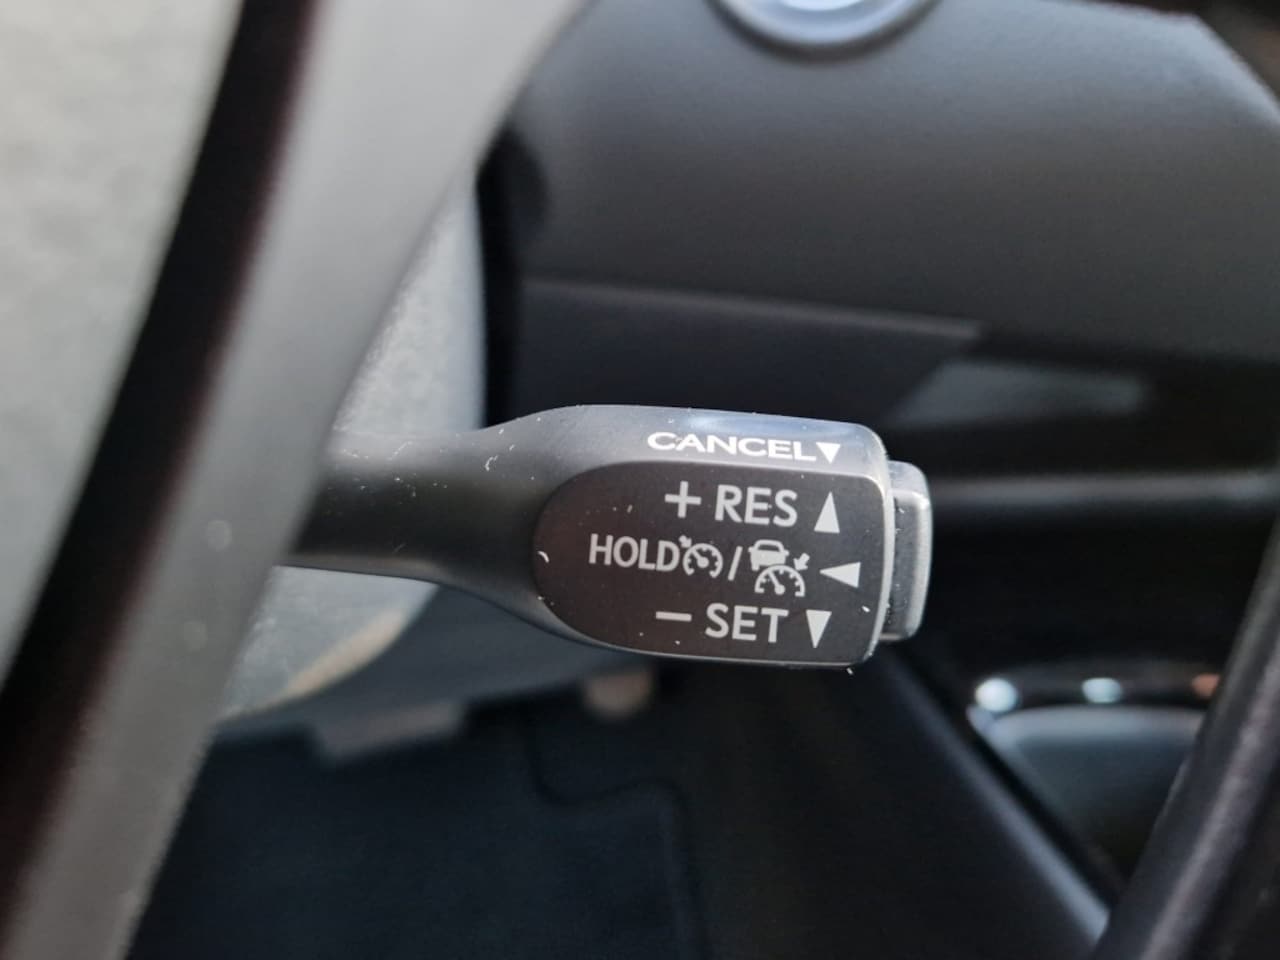 CANCEL▼
+ RES ▲
HOLD / ◀
− SET ▼